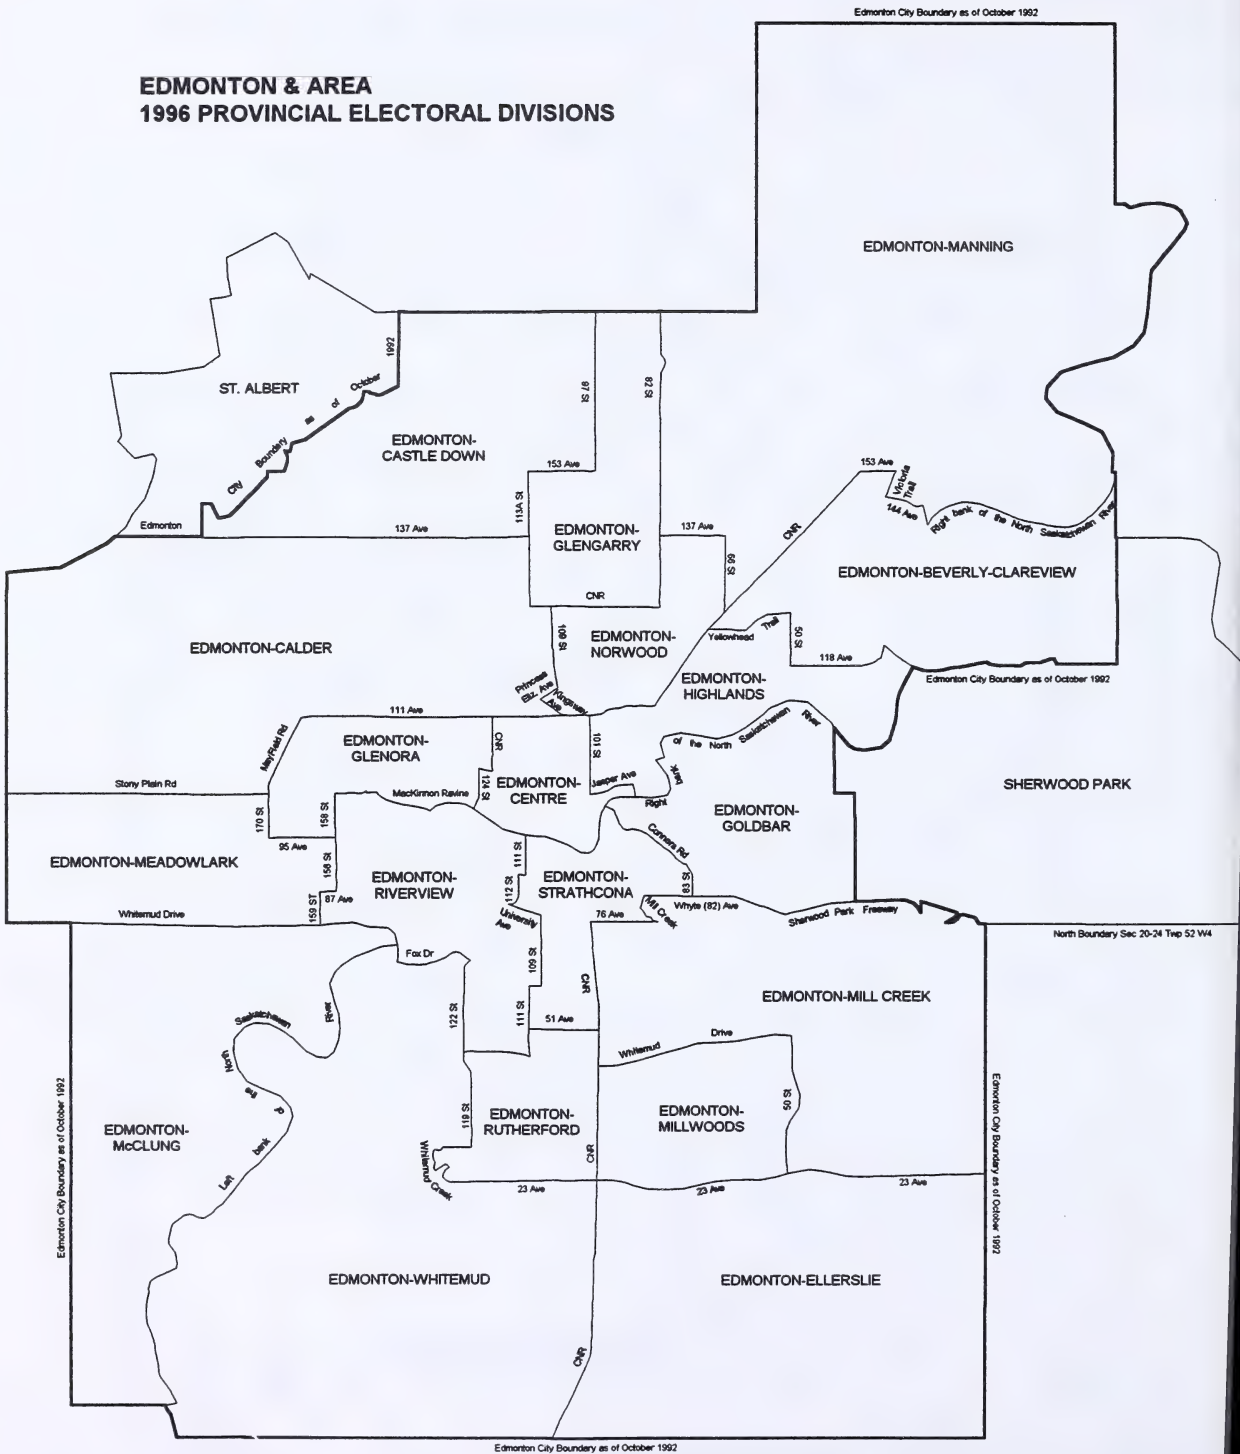 Edmonton City Boundary as of October 1992
EDMONTON & AREA
1996 PROVINCIAL ELECTORAL DIVISIONS
EDMONTON-MANNING
ST. ALBERT
City Boundary as of October 1992
97 St
82 St
EDMONTON-
CASTLE DOWN
153 Ave
153 Ave
Victoria Trail
144 Ave
Right bank of the North Saskatchewan River
113A St
Edmonton
137 Ave
EDMONTON-
GLENGARRY
137 Ave
66 St
CNR
EDMONTON-BEVERLY-CLAREVIEW
CNR
109 St
EDMONTON-
NORWOOD
Yellowhead Trail
50 St
118 Ave
EDMONTON-CALDER
Princess
Eliz. Ave
Kingsway
Ave
EDMONTON-
HIGHLANDS
Edmonton City Boundary as of October 1992
111 Ave
Mayfield Rd
EDMONTON-
GLENORA
CNR
101 St
Right bank of the North Saskatchewan River
Stony Plain Rd
124 St
EDMONTON-
CENTRE
Jasper Ave
SHERWOOD PARK
MacKinnon Ravine
170 St
158 St
EDMONTON-
GOLDBAR
95 Ave
Connors Rd
EDMONTON-MEADOWLARK
156 St
111 St
EDMONTON-
RIVERVIEW
112 St
EDMONTON-
STRATHCONA
83 St
159 ST
87 Ave
Whitemud Drive
University
Ave
76 Ave
Mill Creek
Whyte (82) Ave
Sherwood Park Freeway
North Boundary Sec 20-24 Twp 52 W4
Fox Dr
109 St
CNR
EDMONTON-MILL CREEK
122 St
111 St
51 Ave
Whitemud Drive
Left bank of the North Saskatchewan River
50 St
Edmonton City Boundary as of October 1992
EDMONTON-
McCLUNG
119 St
EDMONTON-
RUTHERFORD
EDMONTON-
MILLWOODS
CNR
Whitemud Creek
23 Ave
23 Ave
23 Ave
Edmonton City Boundary as of October 1992
EDMONTON-WHITEMUD
EDMONTON-ELLERSLIE
CNR
Edmonton City Boundary as of October 1992